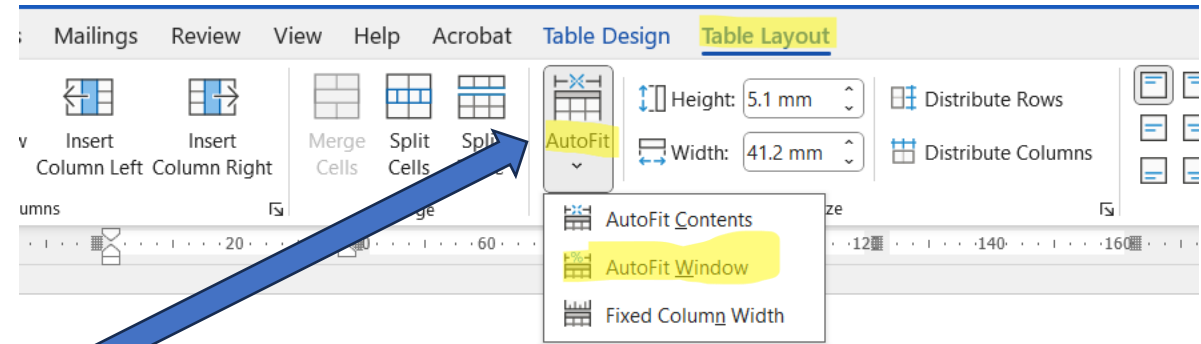 Mailings Review View Help Acrobat Table Design Table Layout
Insert Column Left
Insert Column Right
Merge Cells
Split Cells
AutoFit
Height: 5.1 mm
Width: 41.2 mm
Distribute Rows
Distribute Columns
AutoFit Contents
AutoFit Window
Fixed Column Width
20 60 140 160